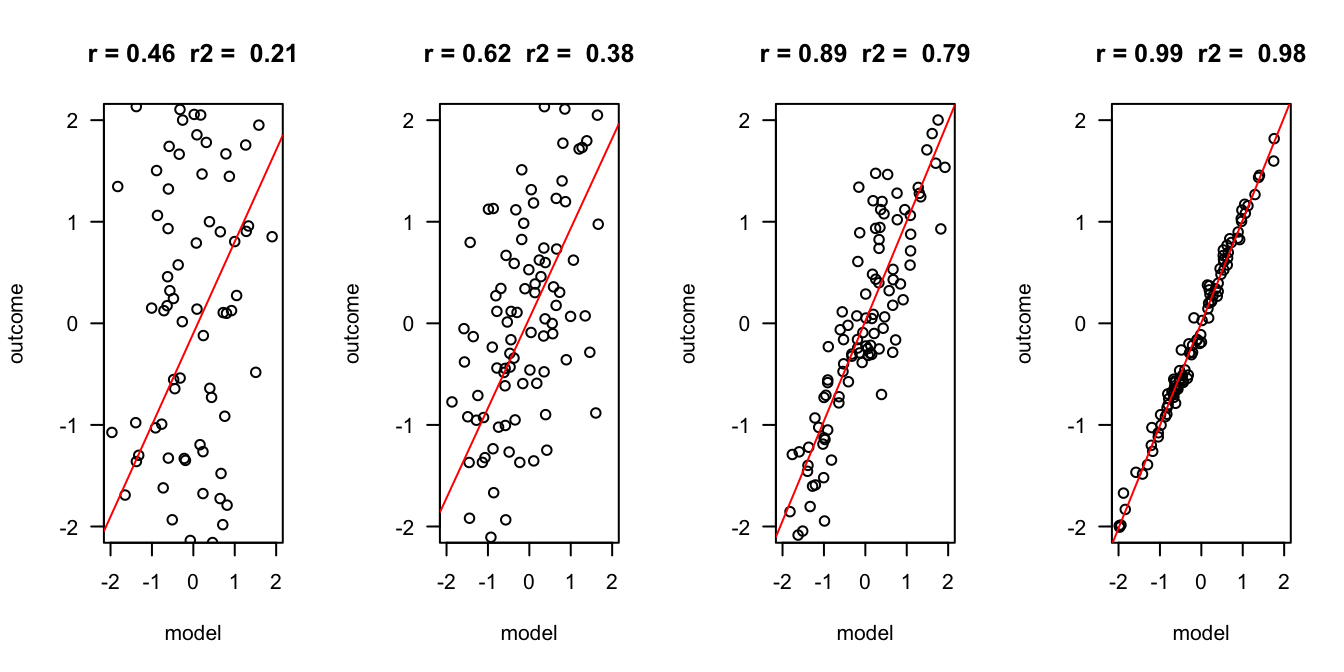 r = 0.46  r2 =  0.21
2
1
0
-1
-2
outcome
-2 -1 0 1 2
model
r = 0.62  r2 =  0.38
2
1
0
-1
-2
outcome
-2 -1 0 1 2
model
r = 0.89  r2 =  0.79
2
1
0
-1
-2
outcome
-2 -1 0 1 2
model
r = 0.99  r2 =  0.98
2
1
0
-1
-2
outcome
-2 -1 0 1 2
model